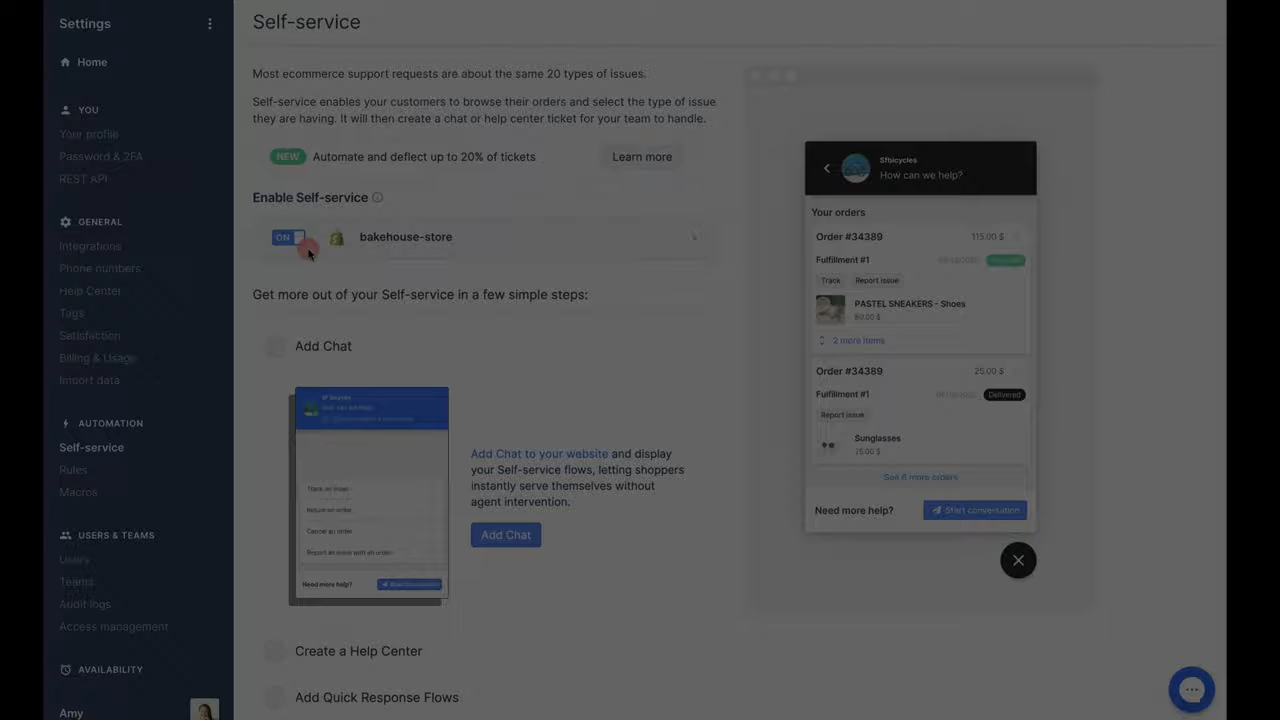 Settings
Home
YOU
Your profile
Password & 2FA
REST API
GENERAL
Integrations
Phone numbers
Help Center
Tags
Satisfaction
Billing & Usage
Import data
AUTOMATION
Self-service
Rules
Macros
USERS & TEAMS
Users
Teams
Audit logs
Access management
AVAILABILITY
Amy
Self-service
Most ecommerce support requests are about the same 20 types of issues.
Self-service enables your customers to browse their orders and select the type of issue
they are having. It will then create a chat or help center ticket for your team to handle.
NEW Automate and deflect up to 20% of tickets Learn more
Enable Self-service
ON bakehouse-store
Get more out of your Self-service in a few simple steps:
Add Chat
Track an order
Return an order
Cancel an order
Report an issue with an order
Need more help?
Add Chat to your website and display
your Self-service flows, letting shoppers
instantly serve themselves without
agent intervention.
Add Chat
Create a Help Center
Add Quick Response Flows
Sfbicycles
How can we help?
Your orders
Order #34389 115.00 $
Fulfillment #1
Track Report issue
PASTEL SNEAKERS - Shoes
80.00 $
2 more items
Order #34389 25.00 $
Fulfillment #1 Delivered
Report issue
Sunglasses
25.00 $
See 6 more orders
Need more help? Start conversation